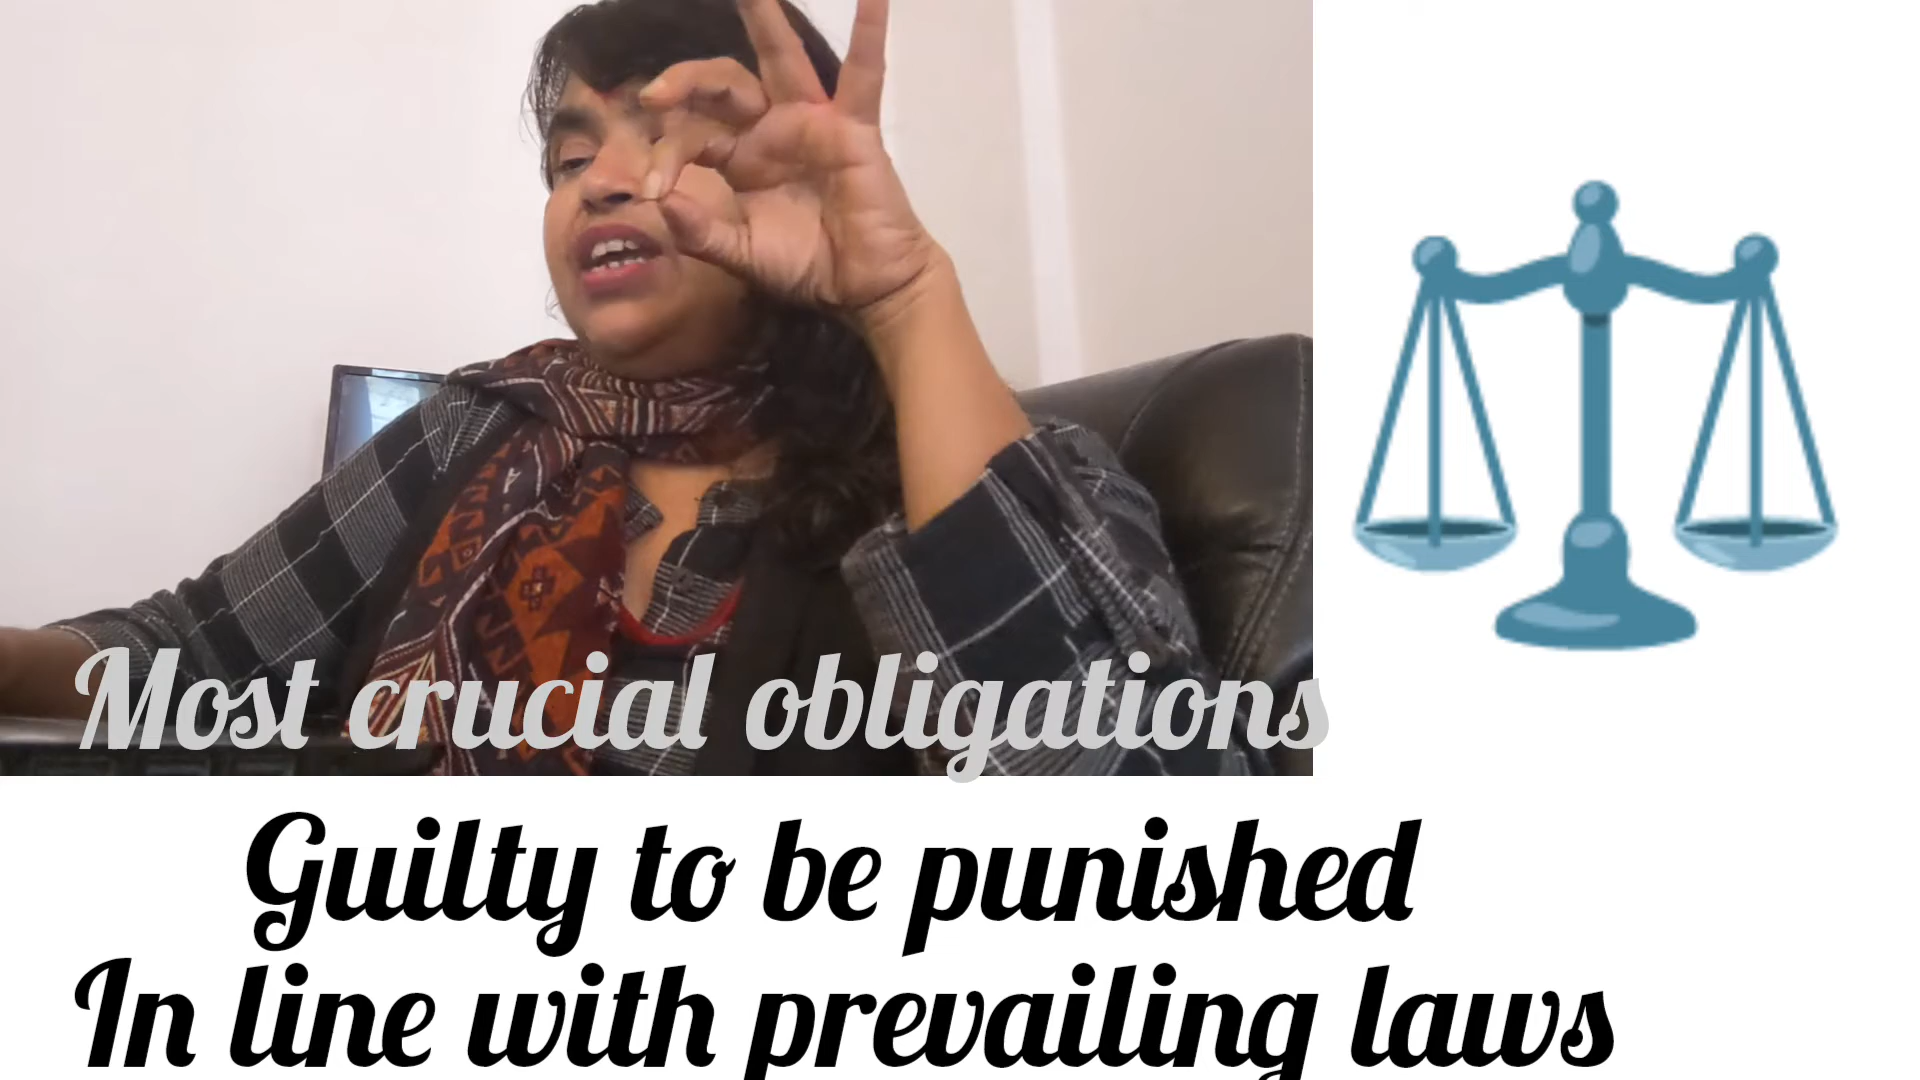 Most crucial obligations
Guilty to be punished
In line with prevailing laws